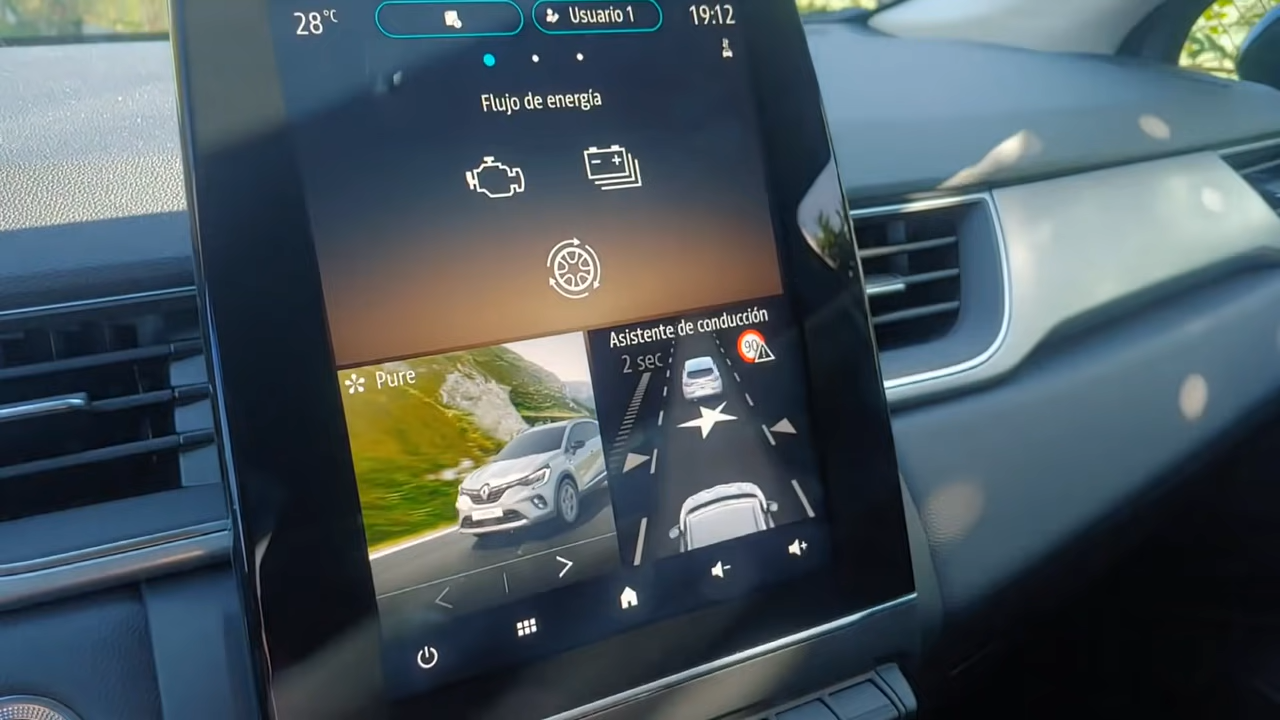 28°C
Usuario 1
19:12
Flujo de energía
Asistente de conducción
2 sec
90
Pure